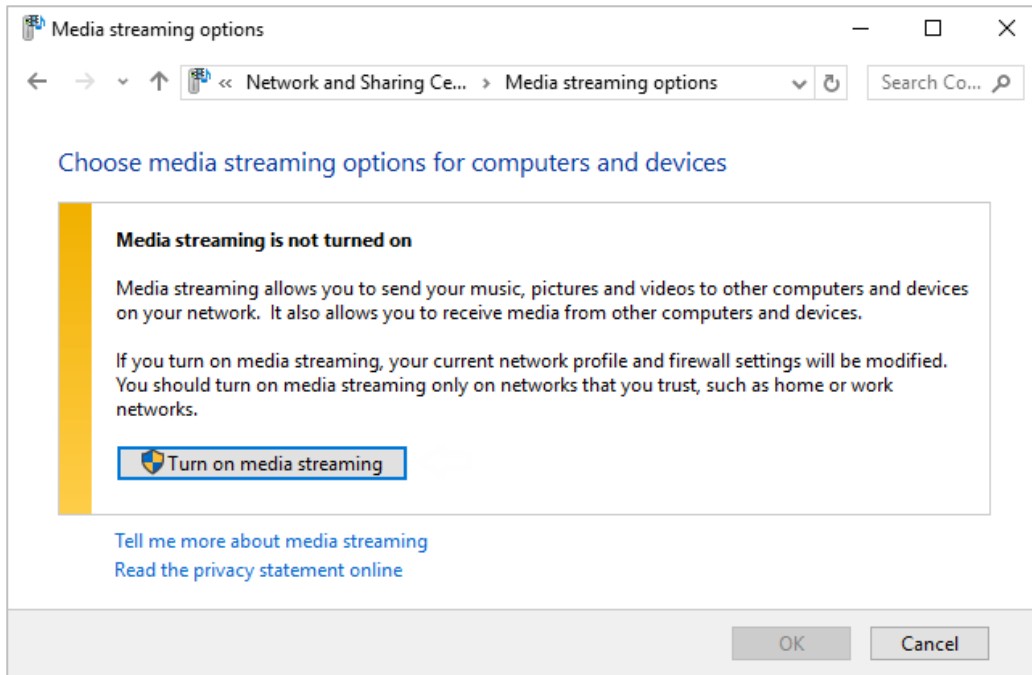 Media streaming options
« Network and Sharing Ce... › Media streaming options Search Co...
Choose media streaming options for computers and devices
Media streaming is not turned on
Media streaming allows you to send your music, pictures and videos to other computers and devices
on your network.  It also allows you to receive media from other computers and devices.
If you turn on media streaming, your current network profile and firewall settings will be modified.
You should turn on media streaming only on networks that you trust, such as home or work
networks.
Turn on media streaming
Tell me more about media streaming
Read the privacy statement online
OK Cancel